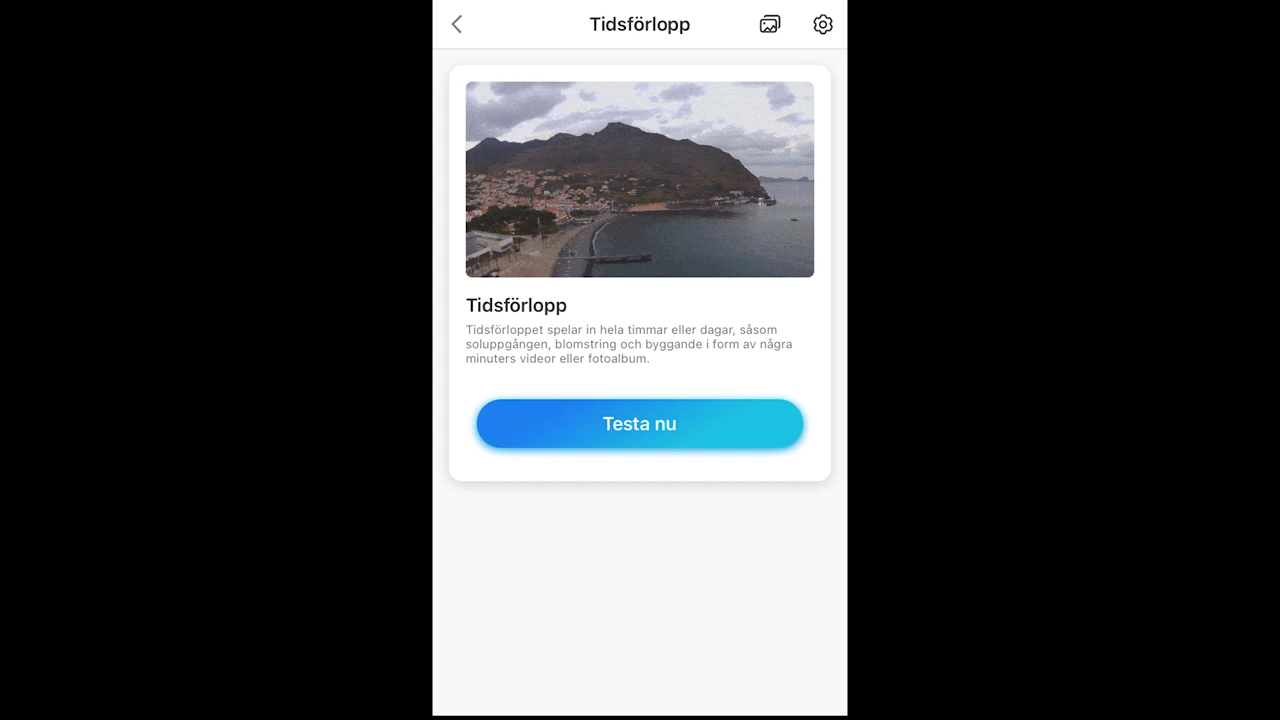 Tidsförlopp
Tidsförlopp
Tidsförloppet spelar in hela timmar eller dagar, såsom
soluppgången, blomstring och byggande i form av några
minuters videor eller fotoalbum.
Testa nu